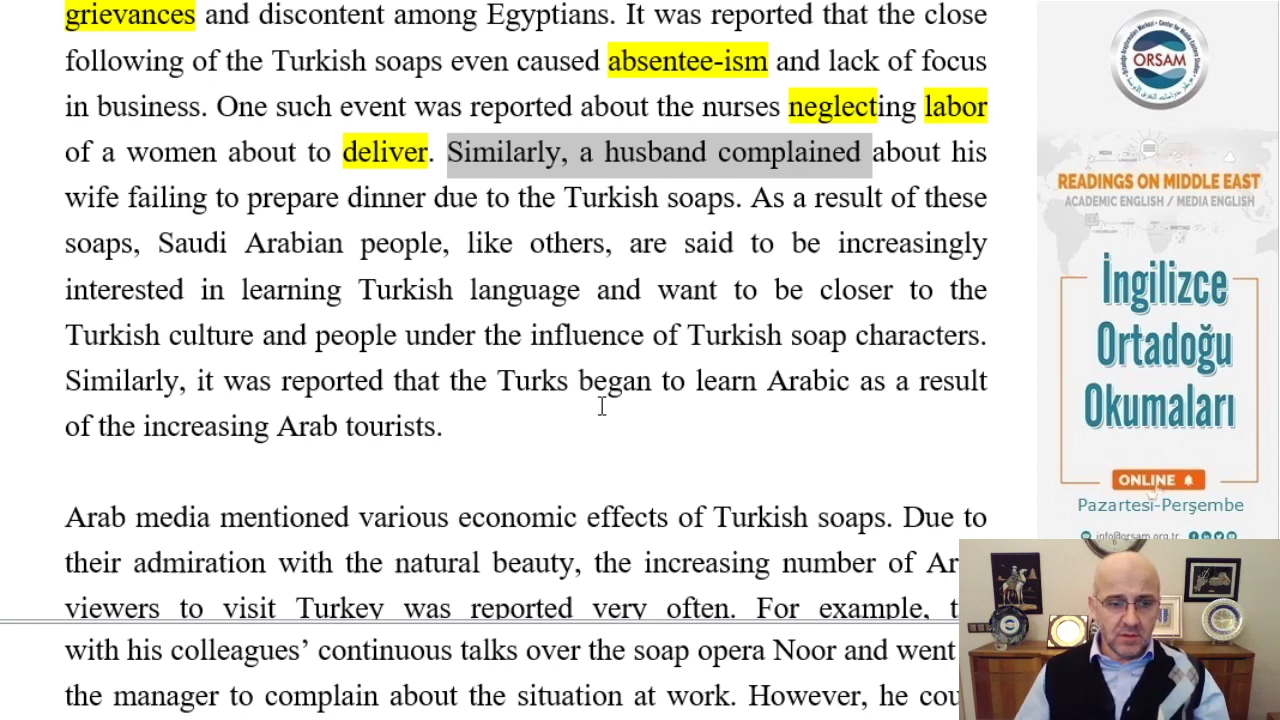 grievances and discontent among Egyptians. It was reported that the close
following of the Turkish soaps even caused absentee-ism and lack of focus
in business. One such event was reported about the nurses neglecting labor
of a women about to deliver. Similarly, a husband complained about his
wife failing to prepare dinner due to the Turkish soaps. As a result of these
soaps, Saudi Arabian people, like others, are said to be increasingly
interested in learning Turkish language and want to be closer to the
Turkish culture and people under the influence of Turkish soap characters.
Similarly, it was reported that the Turks began to learn Arabic as a result
of the increasing Arab tourists.
Arab media mentioned various economic effects of Turkish soaps. Due to
their admiration with the natural beauty, the increasing number of
viewers to visit Turkey was reported very often. For example,
with his colleagues’ continuous talks over the soap opera Noor and went
the manager to complain about the situation at work. However, he
ORSAM
READINGS ON MIDDLE EAST
ACADEMIC ENGLISH / MEDIA ENGLISH
İngilizce
Ortadoğu
Okumaları
ONLINE
Pazartesi-Perşembe
info@orsam.org.tr